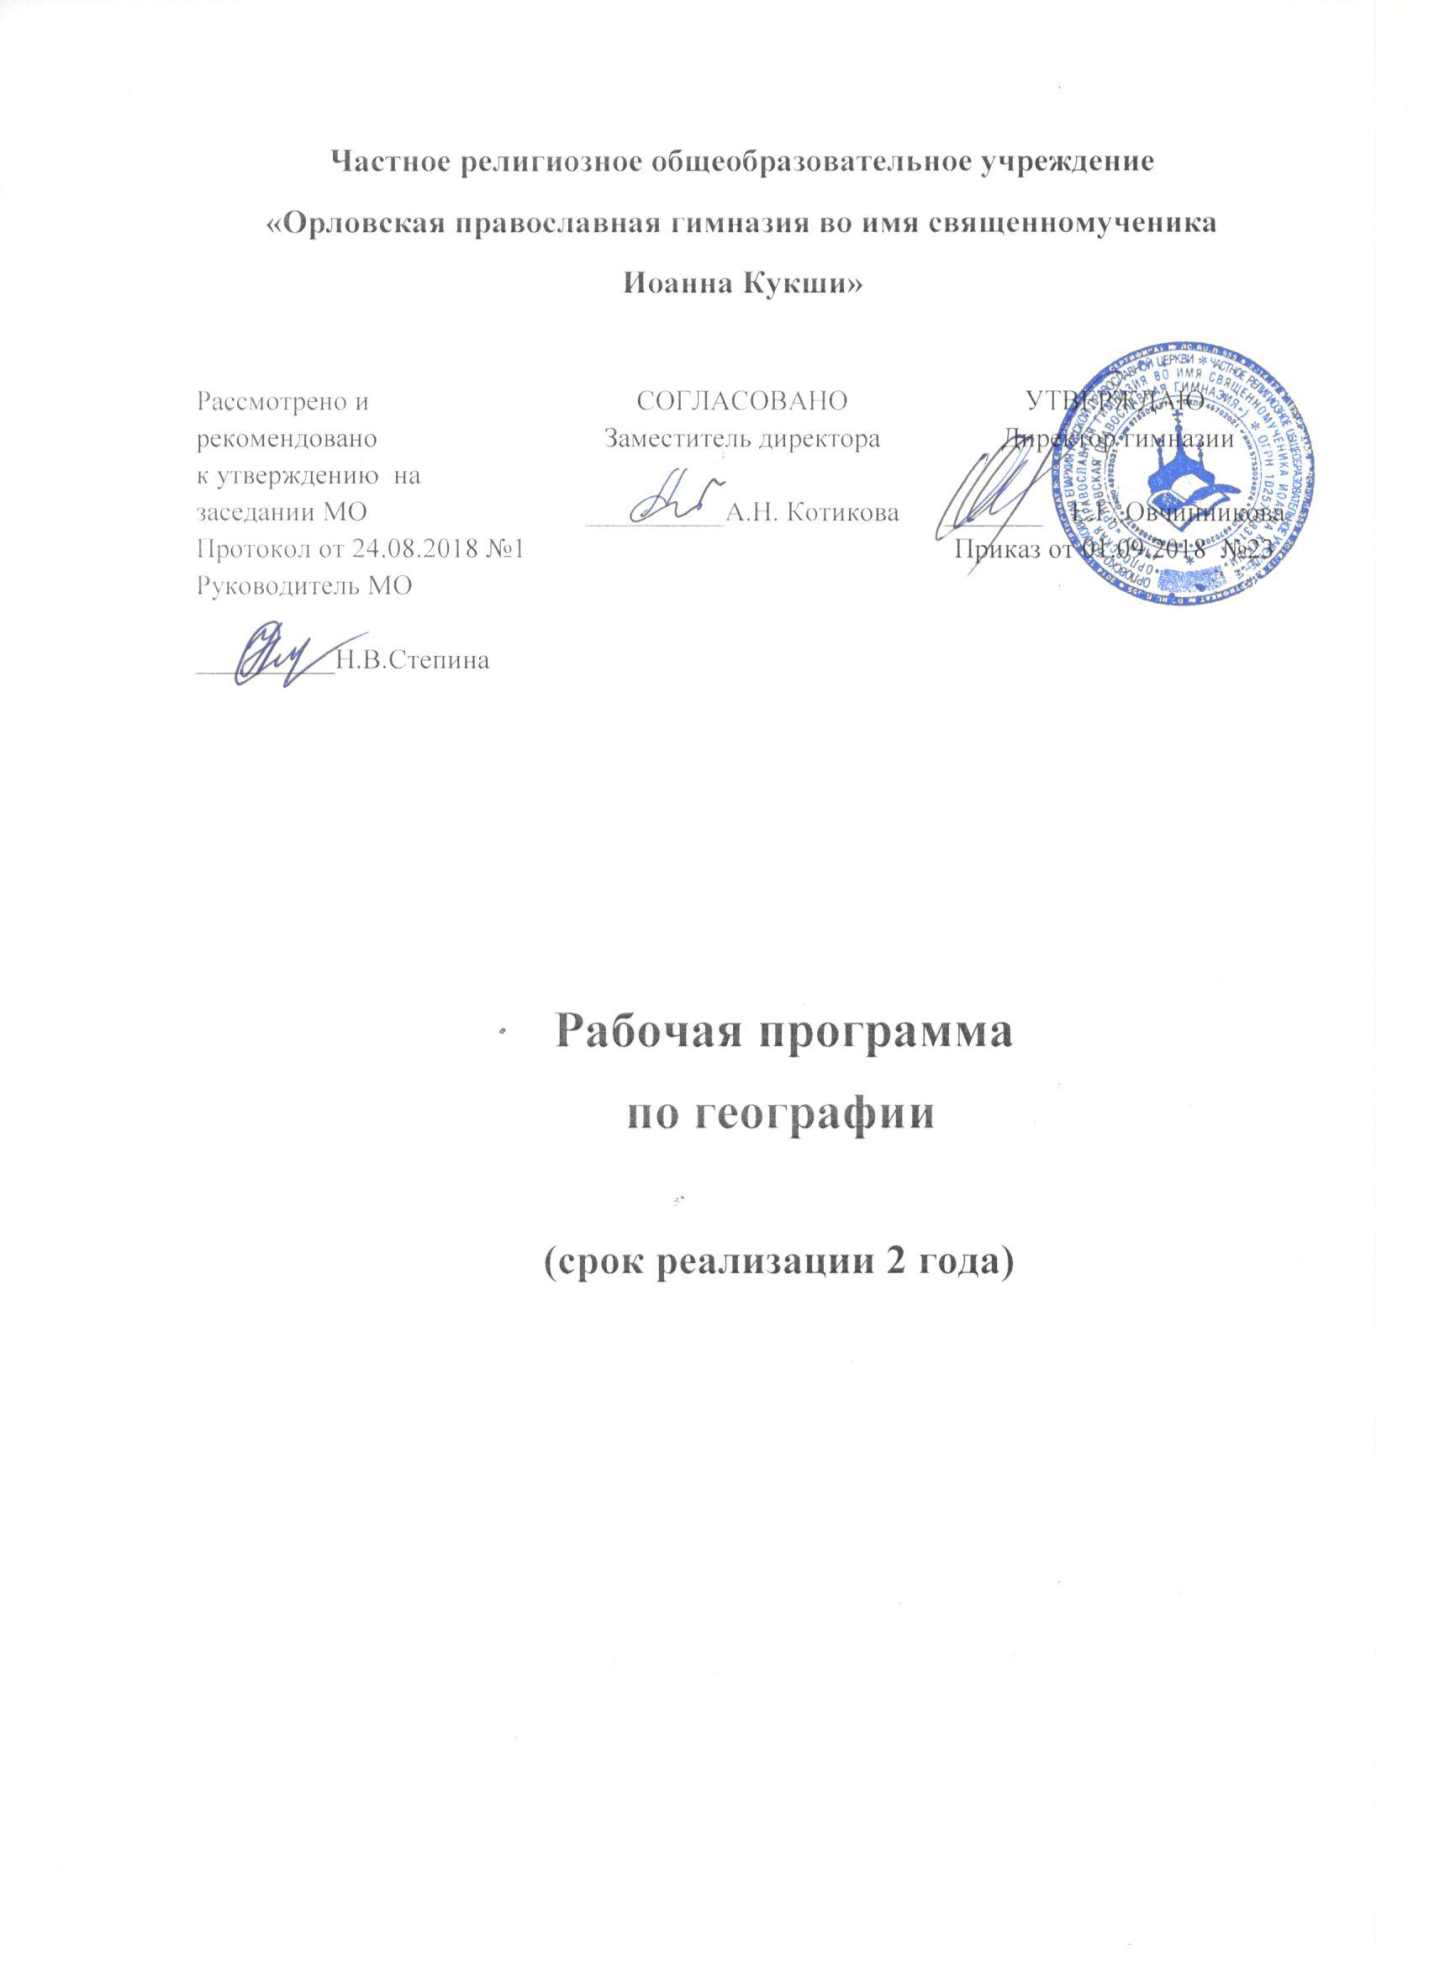 Частное религиозное общеобразовательное учреждение
«Орловская православная гимназия во имя священномученика
Иоанна Кукши»
Рассмотрено и
рекомендовано
к утверждению на
заседании МО
Протокол от 24.08.2018 №1
Руководитель МО
____________Н.В.Степина
СОГЛАСОВАНО
Заместитель директора
____________А.Н. Котикова
УТВЕРЖДАЮ
Директор гимназии
Овчинникова
Приказ от 01.09.2018 №23
Рабочая программа
по географии
(срок реализации 2 года)